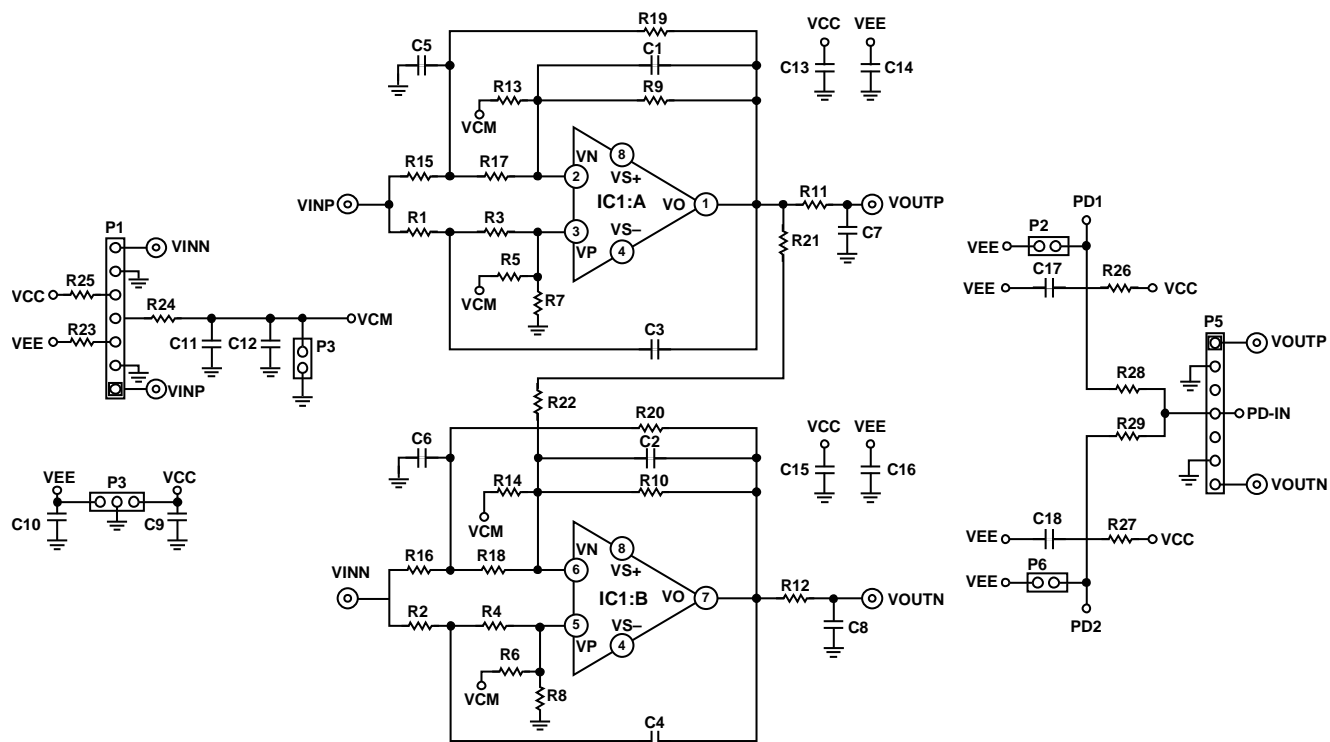 R19
VCC VEE
C5
C1
C13
C14
R13
R9
VCM
VN
8
R15
R17
2
VS+
IC1:A
VO
1
R11
VOUTP
VINP
R1
R3
3
VS–
VP
4
R21
C7
R5
VCM
R7
C3
P1
VINN
R25
VCC
R24
VCM
R23
VEE
C11
C12
P3
VINP
PD1
P2
VEE
C17
R26
VEE
VCC
P5
VOUTP
R28
PD-IN
R29
VOUTN
R22
R20
VCC VEE
C6
C2
C15
C16
R14
R10
VCM
VN
8
VEE
P3
VCC
C10
C9
R16
R18
6
VS+
VINN
IC1:B
VO
7
R12
VOUTN
R2
R4
5
VS–
VP
4
C8
R6
VCM
R8
C4
C18
R27
VEE
VCC
P6
VEE
PD2